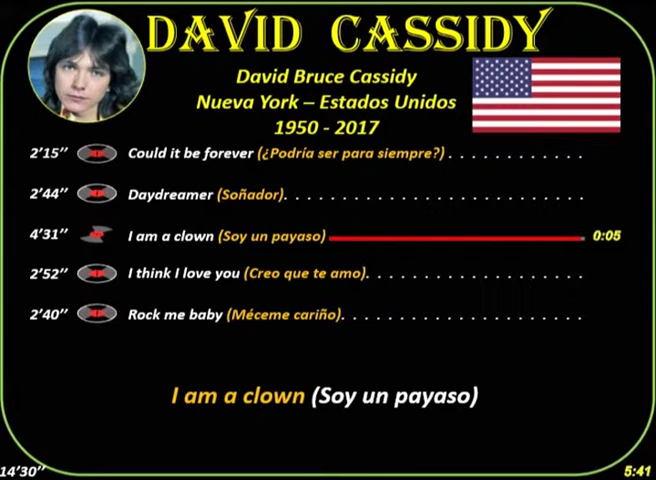 DAVID CASSIDY
David Bruce Cassidy
Nueva York – Estados Unidos
1950 - 2017
2’15’’ Could it be forever (¿Podría ser para siempre?) . . . . . . . . . . . .
2’44’’ Daydreamer (Soñador). . . . . . . . . . . . . . . . . . . . . . . . .
4’31’’ I am a clown (Soy un payaso) 0:05
2’52’’ I think I love you (Creo que te amo). . . . . . . . . . . . . . . . . .
2’40’’ Rock me baby (Méceme cariño). . . . . . . . . . . . . . . . . . . .
I am a clown (Soy un payaso)
14’30’’ 5:41